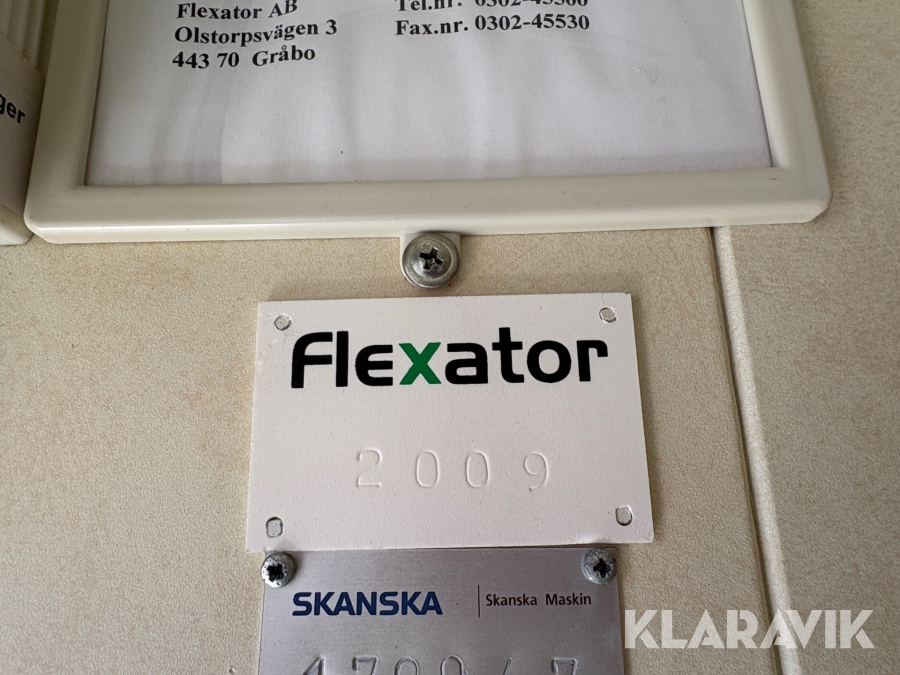 Flexator AB
Olstorpsvägen 3
443 70 Gråbo
Fax.nr. 0302-45530
Flexator
2009
SKANSKA
Skanska Maskin
KLARAVIK